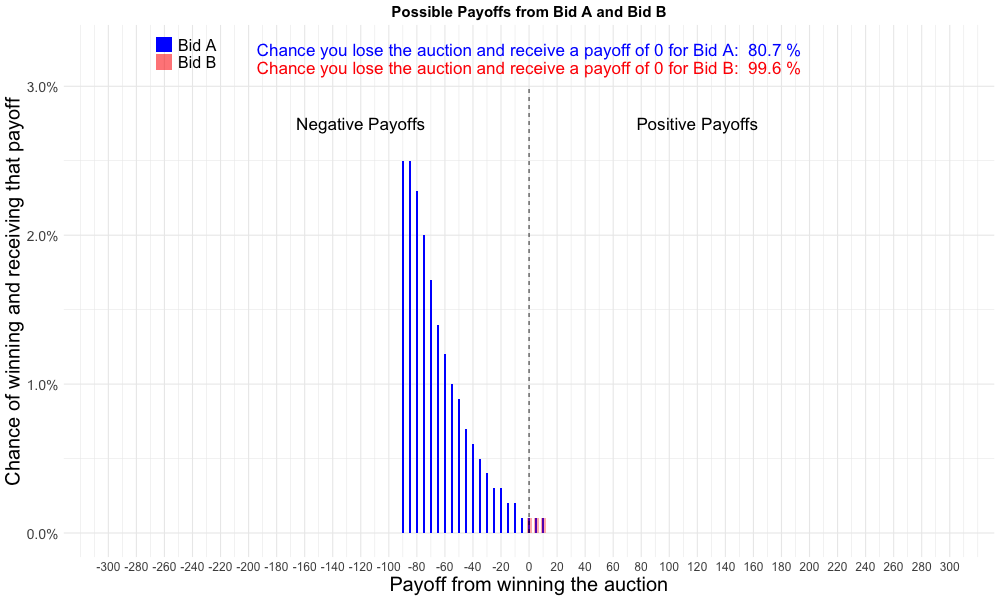 Possible Payoffs from Bid A and Bid B
Bid A
Bid B
Chance you lose the auction and receive a payoff of 0 for Bid A:  80.7 %
Chance you lose the auction and receive a payoff of 0 for Bid B:  99.6 %
Negative Payoffs
Positive Payoffs
Chance of winning and receiving that payoff
3.0%
2.0%
1.0%
0.0%
-300 -280 -260 -240 -220 -200 -180 -160 -140 -120 -100 -80 -60 -40 -20 0 20 40 60 80 100 120 140 160 180 200 220 240 260 280 300
Payoff from winning the auction